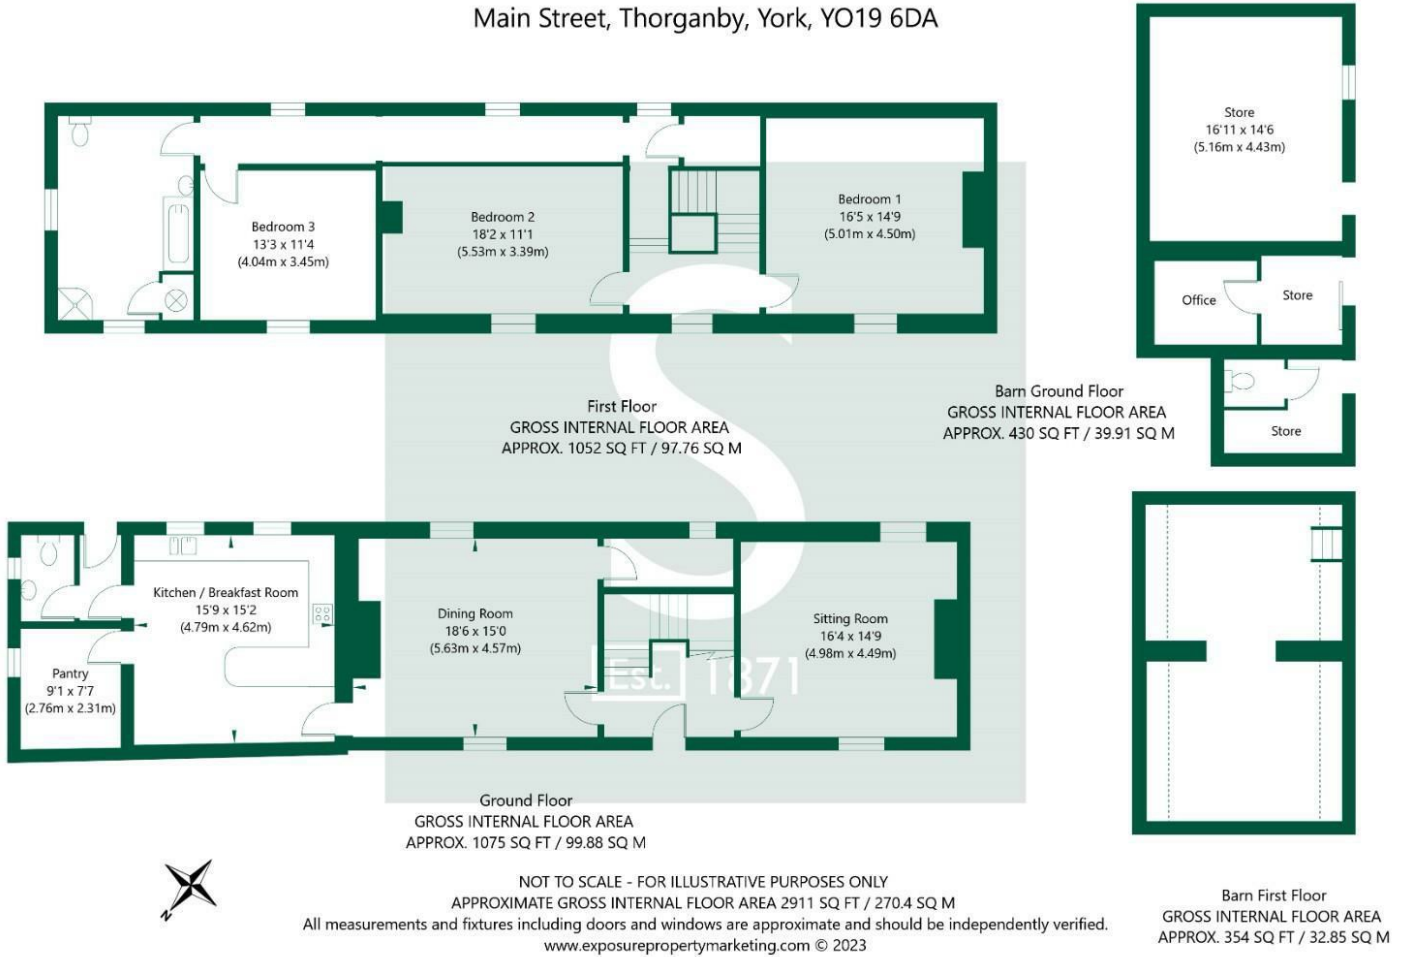 Main Street, Thorganby, York, YO19 6DA
Store
16'11 x 14'6
(5.16m x 4.43m)
Bedroom 3
13'3 x 11'4
(4.04m x 3.45m)
Bedroom 2
18'2 x 11'1
(5.53m x 3.39m)
Bedroom 1
16'5 x 14'9
(5.01m x 4.50m)
Office
Store
Store
First Floor
GROSS INTERNAL FLOOR AREA
APPROX. 1052 SQ FT / 97.76 SQ M
Barn Ground Floor
GROSS INTERNAL FLOOR AREA
APPROX. 430 SQ FT / 39.91 SQ M
Kitchen / Breakfast Room
15'9 x 15'2
(4.79m x 4.62m)
Pantry
9'1 x 7'7
(2.76m x 2.31m)
Dining Room
18'6 x 15'0
(5.63m x 4.57m)
Sitting Room
16'4 x 14'9
(4.98m x 4.49m)
S
Est. 1871
Ground Floor
GROSS INTERNAL FLOOR AREA
APPROX. 1075 SQ FT / 99.88 SQ M
N
NOT TO SCALE - FOR ILLUSTRATIVE PURPOSES ONLY
APPROXIMATE GROSS INTERNAL FLOOR AREA 2911 SQ FT / 270.4 SQ M
All measurements and fixtures including doors and windows are approximate and should be independently verified.
www.exposurepropertymarketing.com © 2023
Barn First Floor
GROSS INTERNAL FLOOR AREA
APPROX. 354 SQ FT / 32.85 SQ M